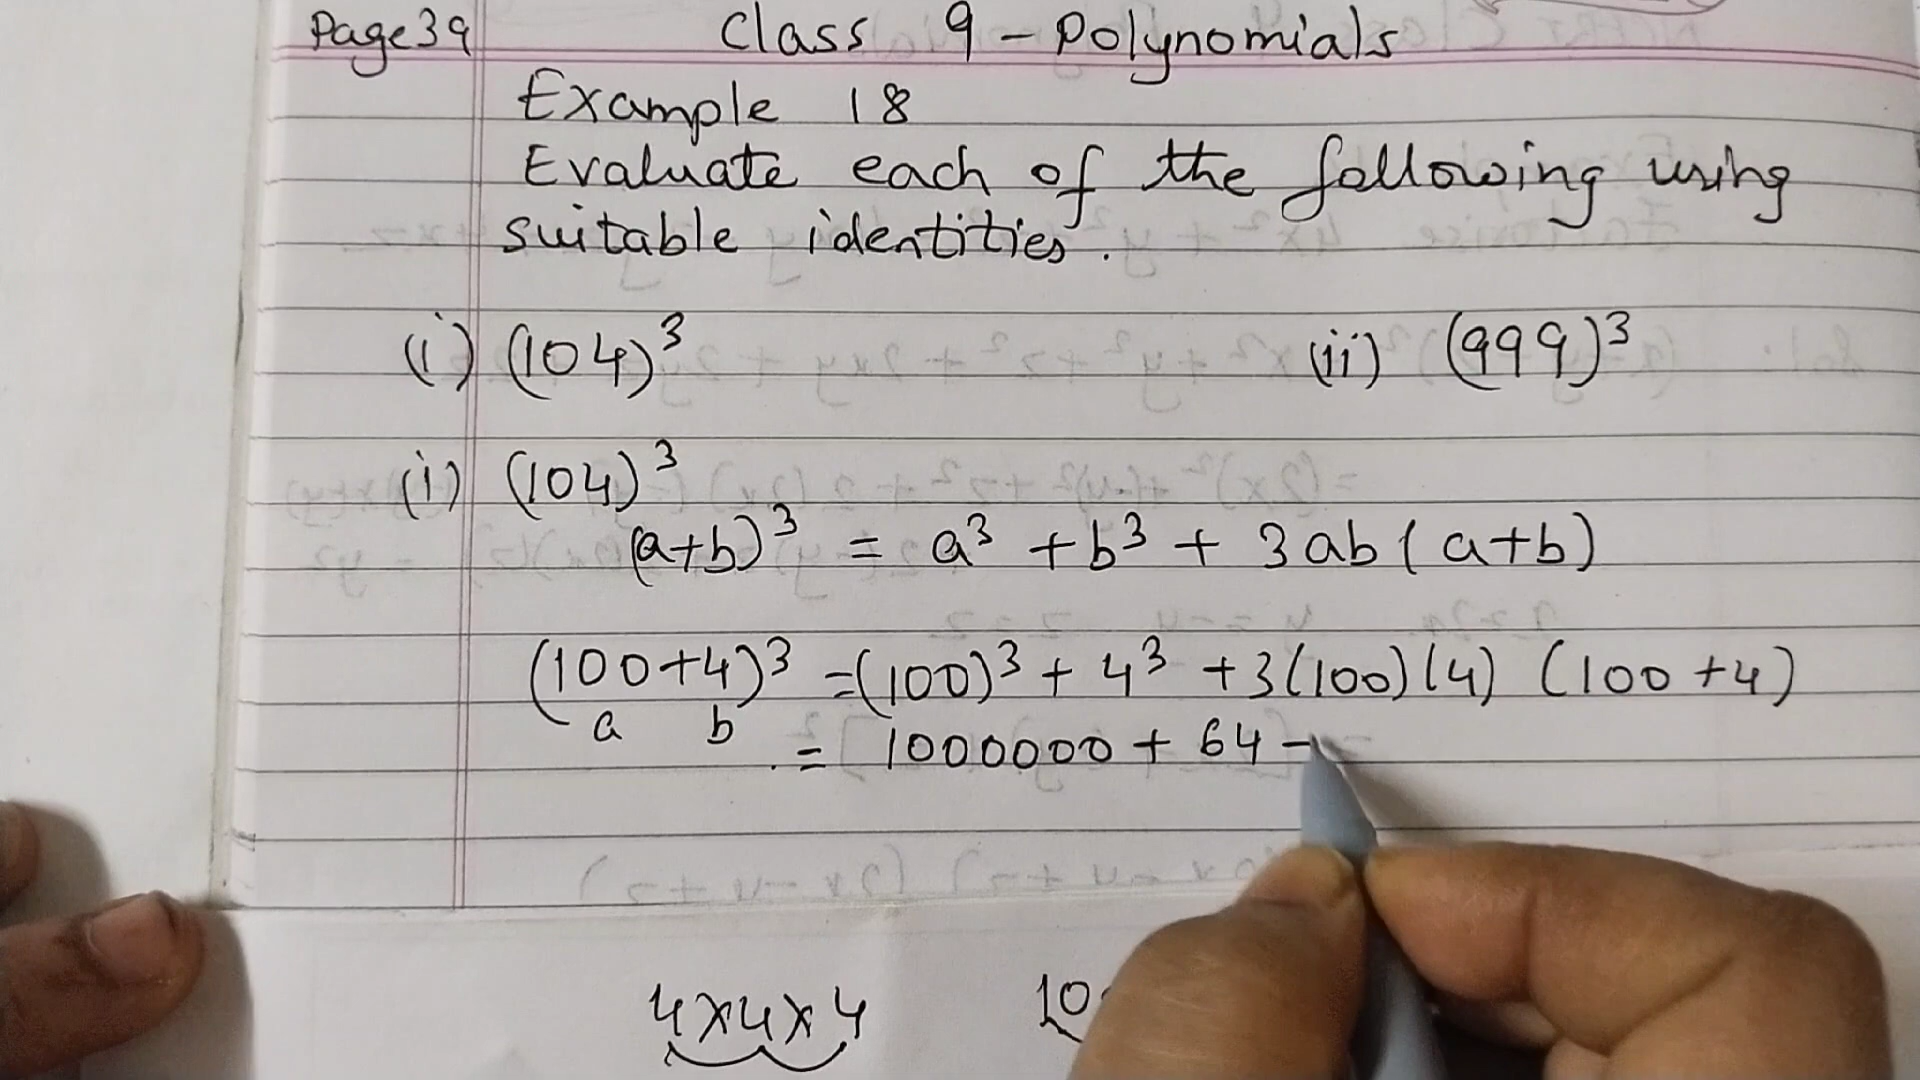 Page 39 Class 9 - Polynomials
Example 18
Evaluate each of the following using
suitable identities.
(i) (104)³ (ii) (999)³
(i) (104)³
(a+b)³ = a³ + b³ + 3ab(a+b)
(100+4)³ = (100)³ + 4³ + 3(100)(4) (100+4)
a b
= 1000000 + 64 -
4×4×4 10